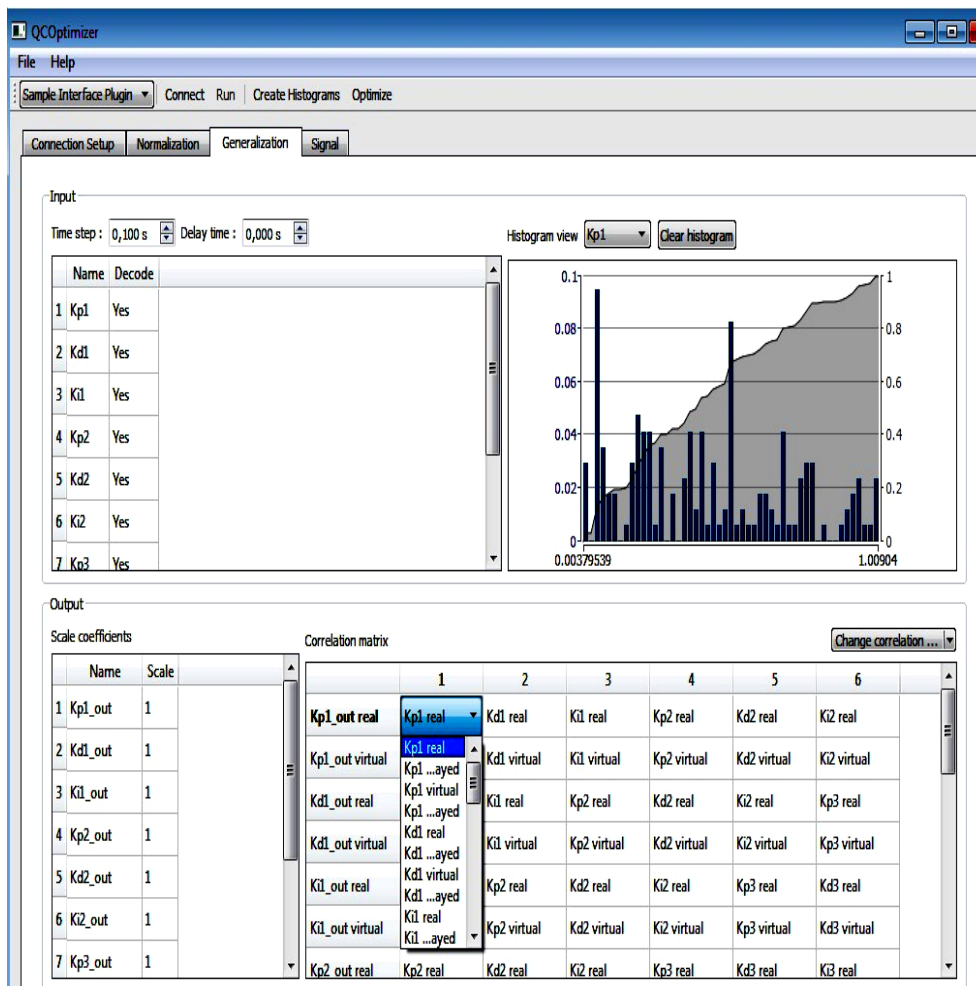 QCOptimizer
File Help
Sample Interface Plugin Connect Run Create Histograms Optimize
Connection Setup Normalization Generalization Signal
Input
Time step : 0,100 s Delay time : 0,000 s
Histogram view Kp1 Clear histogram
Name Decode
1 Kp1 Yes
2 Kd1 Yes
3 Ki1 Yes
4 Kp2 Yes
5 Kd2 Yes
6 Ki2 Yes
7 Kp3 Yes
0.1 1
0.08 0.8
0.06 0.6
0.04 0.4
0.02 0.2
0 0
0.00379539 1.00904
Output
Scale coefficients
Name Scale
1 Kp1_out 1
2 Kd1_out 1
3 Ki1_out 1
4 Kp2_out 1
5 Kd2_out 1
6 Ki2_out 1
7 Kp3_out 1
Correlation matrix Change correlation ...
1 2 3 4 5 6
Kp1_out real Kp1 real Kd1 real Ki1 real Kp2 real Kd2 real Ki2 real
Kp1_out virtual Kd1 virtual Ki1 virtual Kp2 virtual Kd2 virtual Ki2 virtual
Kd1_out real Ki1 real Kp2 real Kd2 real Ki2 real Kp3 real
Kd1_out virtual Ki1 virtual Kp2 virtual Kd2 virtual Ki2 virtual Kp3 virtual
Ki1_out real Kp2 real Kd2 real Ki2 real Kp3 real Kd3 real
Ki1_out virtual Kp2 virtual Kd2 virtual Ki2 virtual Kp3 virtual Kd3 virtual
Kp2_out real Kp2 real Kd2 real Ki2 real Kp3 real Kd3 real Ki3 real
Kp1 real
Kp1 ...ayed
Kp1 virtual
Kp1 ...ayed
Kd1 real
Kd1 ...ayed
Kd1 virtual
Kd1 ...ayed
Ki1 real
Ki1 ...ayed